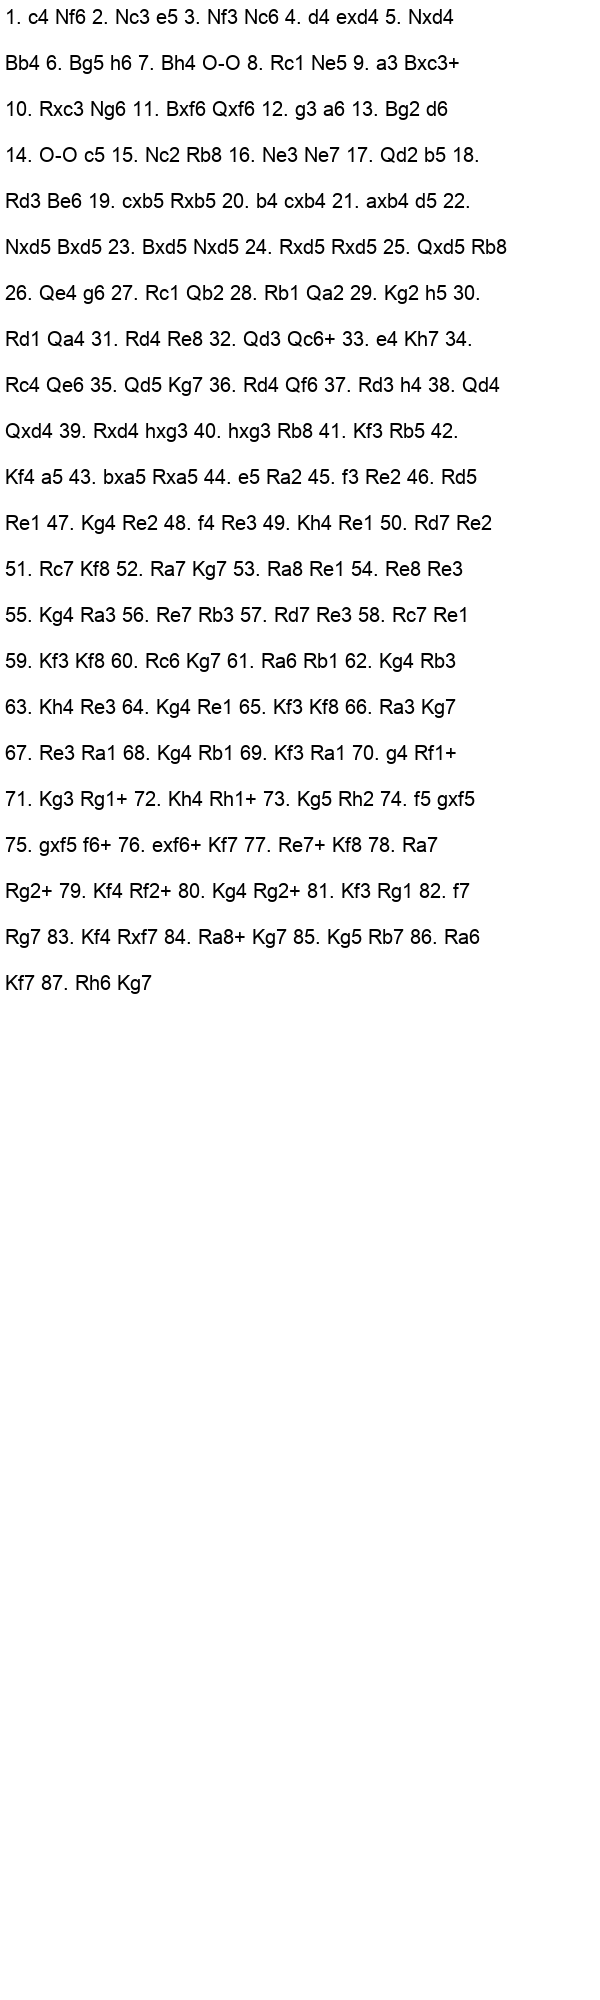 1. c4 Nf6 2. Nc3 e5 3. Nf3 Nc6 4. d4 exd4 5. Nxd4
Bb4 6. Bg5 h6 7. Bh4 O-O 8. Rc1 Ne5 9. a3 Bxc3+
10. Rxc3 Ng6 11. Bxf6 Qxf6 12. g3 a6 13. Bg2 d6
14. O-O c5 15. Nc2 Rb8 16. Ne3 Ne7 17. Qd2 b5 18.
Rd3 Be6 19. cxb5 Rxb5 20. b4 cxb4 21. axb4 d5 22.
Nxd5 Bxd5 23. Bxd5 Nxd5 24. Rxd5 Rxd5 25. Qxd5 Rb8
26. Qe4 g6 27. Rc1 Qb2 28. Rb1 Qa2 29. Kg2 h5 30.
Rd1 Qa4 31. Rd4 Re8 32. Qd3 Qc6+ 33. e4 Kh7 34.
Rc4 Qe6 35. Qd5 Kg7 36. Rd4 Qf6 37. Rd3 h4 38. Qd4
Qxd4 39. Rxd4 hxg3 40. hxg3 Rb8 41. Kf3 Rb5 42.
Kf4 a5 43. bxa5 Rxa5 44. e5 Ra2 45. f3 Re2 46. Rd5
Re1 47. Kg4 Re2 48. f4 Re3 49. Kh4 Re1 50. Rd7 Re2
51. Rc7 Kf8 52. Ra7 Kg7 53. Ra8 Re1 54. Re8 Re3
55. Kg4 Ra3 56. Re7 Rb3 57. Rd7 Re3 58. Rc7 Re1
59. Kf3 Kf8 60. Rc6 Kg7 61. Ra6 Rb1 62. Kg4 Rb3
63. Kh4 Re3 64. Kg4 Re1 65. Kf3 Kf8 66. Ra3 Kg7
67. Re3 Ra1 68. Kg4 Rb1 69. Kf3 Ra1 70. g4 Rf1+
71. Kg3 Rg1+ 72. Kh4 Rh1+ 73. Kg5 Rh2 74. f5 gxf5
75. gxf5 f6+ 76. exf6+ Kf7 77. Re7+ Kf8 78. Ra7
Rg2+ 79. Kf4 Rf2+ 80. Kg4 Rg2+ 81. Kf3 Rg1 82. f7
Rg7 83. Kf4 Rxf7 84. Ra8+ Kg7 85. Kg5 Rb7 86. Ra6
Kf7 87. Rh6 Kg7